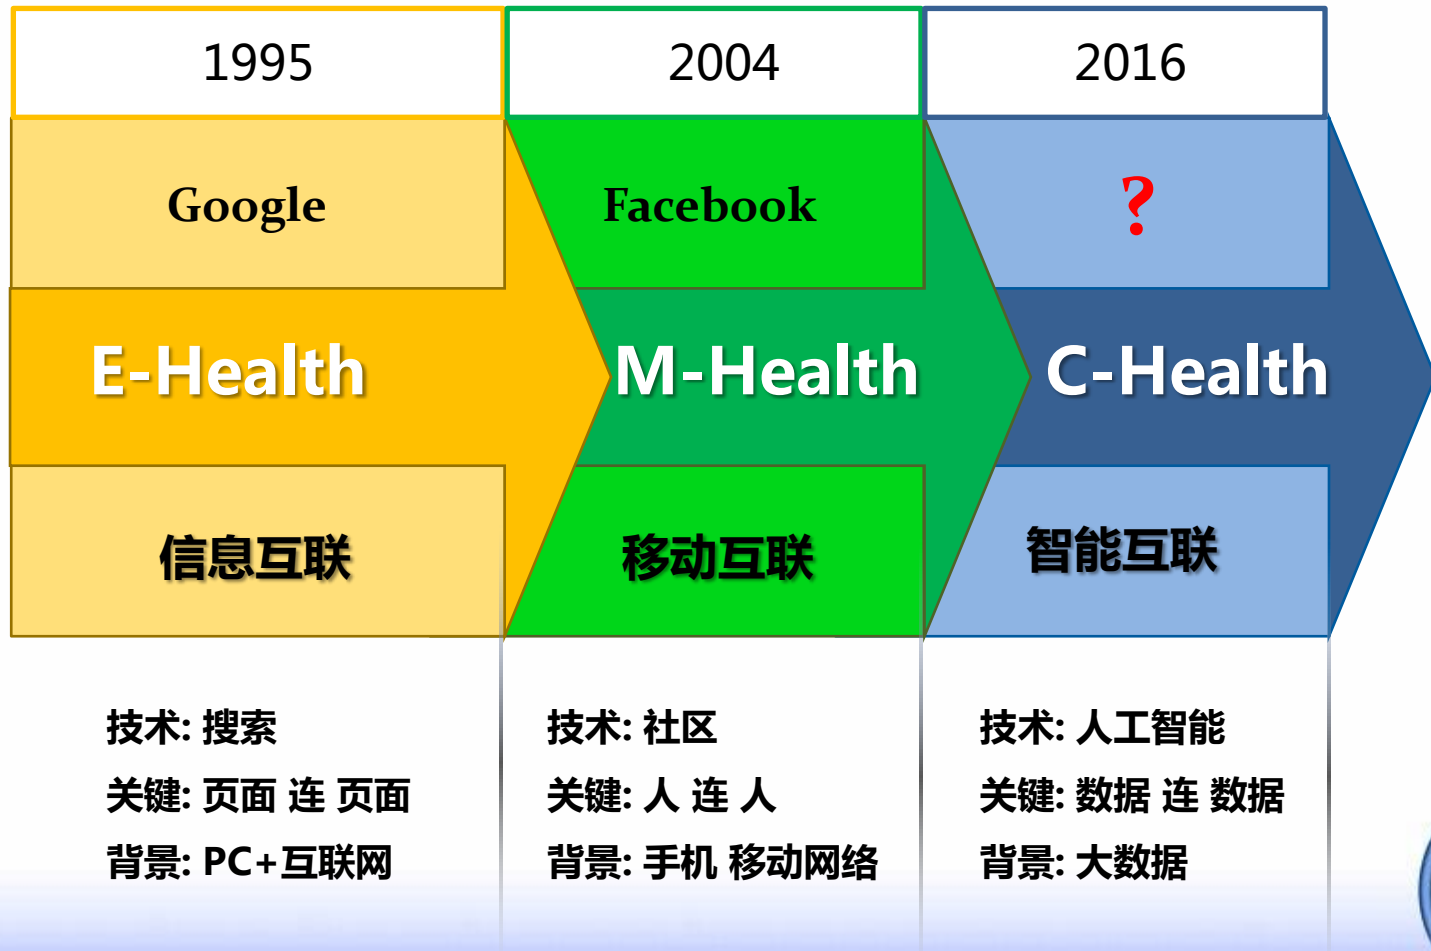 1995
2004
2016
Google
Facebook
?
E-Health
M-Health
C-Health
信息互联
移动互联
智能互联
技术: 搜索
关键: 页面 连 页面
背景: PC+互联网
技术: 社区
关键: 人 连 人
背景: 手机 移动网络
技术: 人工智能
关键: 数据 连 数据
背景: 大数据